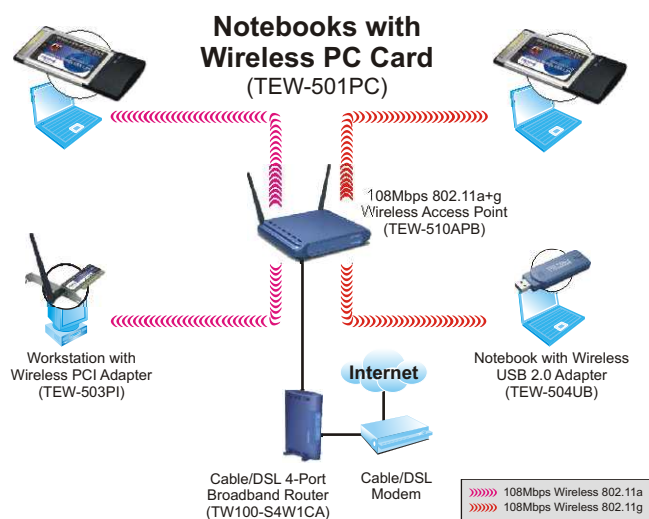 Notebooks with
Wireless PC Card
(TEW-501PC)
108Mbps 802.11a+g
Wireless Access Point
(TEW-510APB)
Workstation with
Wireless PCI Adapter
(TEW-503PI)
Notebook with Wireless
USB 2.0 Adapter
(TEW-504UB)
Internet
Cable/DSL 4-Port
Broadband Router
(TW100-S4W1CA)
Cable/DSL
Modem
108Mbps Wireless 802.11a
108Mbps Wireless 802.11g